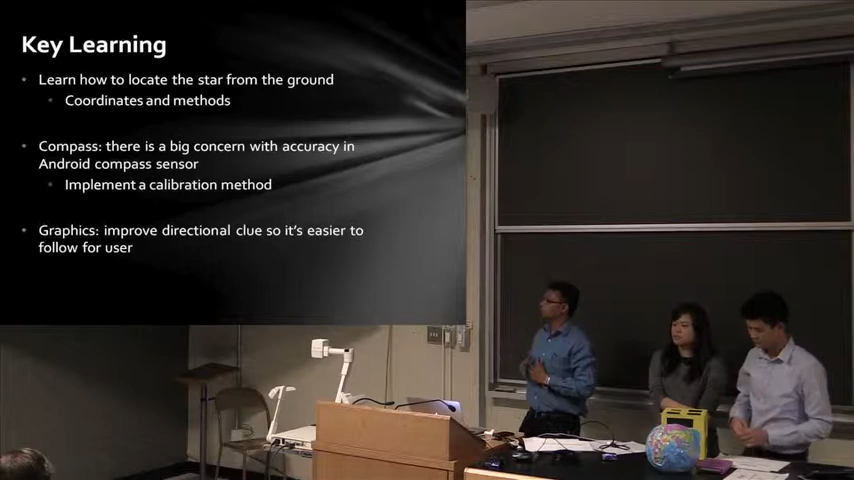 Key Learning
Learn how to locate the star from the ground
Coordinates and methods
Compass: there is a big concern with accuracy in
Android compass sensor
Implement a calibration method
Graphics: improve directional clue so it's easier to
follow for user